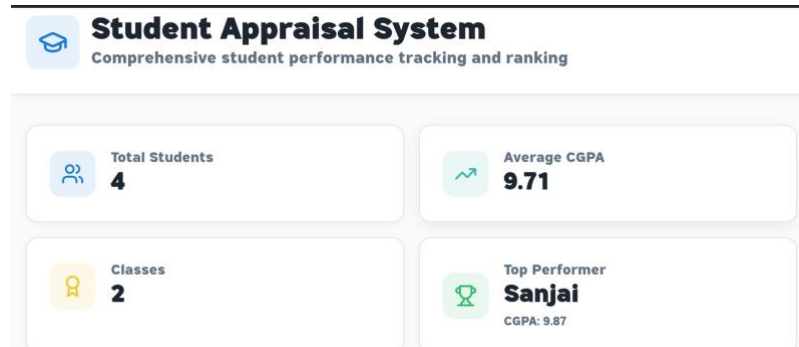 Student Appraisal System
Comprehensive student performance tracking and ranking
Total Students
4
Average CGPA
9.71
Classes
2
Top Performer
Sanjai
CGPA: 9.87